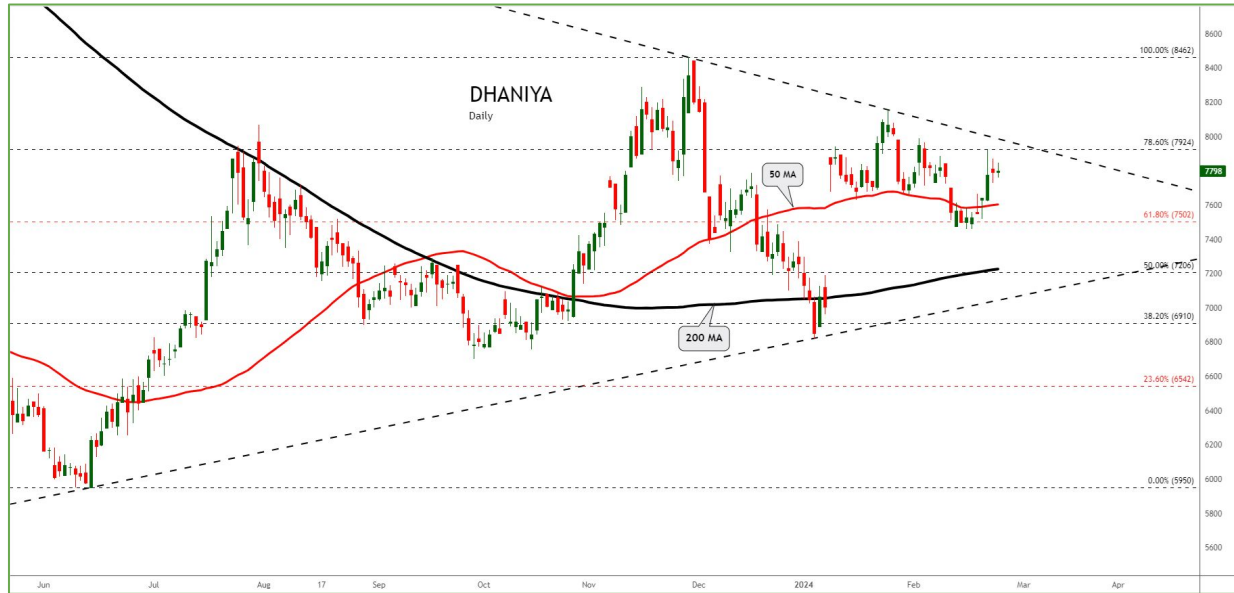 DHANIYA
Daily
50 MA
200 MA
100.00% (8462)
78.60% (7924)
61.80% (7502)
50.00% (7206)
38.20% (6910)
23.60% (6542)
0.00% (5950)
8600
8400
8200
8000
7798
7600
7400
7200
7000
6800
6600
6400
6200
6000
5800
5600
Jun
Jul
Aug
17
Sep
Oct
Nov
Dec
2024
Feb
Mar
Apr